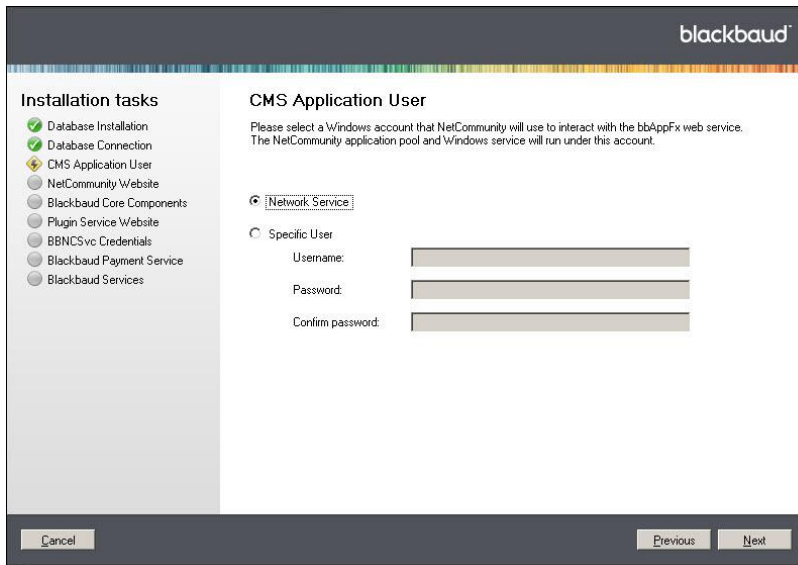 blackbaud
Installation tasks
Database Installation
Database Connection
CMS Application User
NetCommunity Website
Blackbaud Core Components
Plugin Service Website
BBNCSvc Credentials
Blackbaud Payment Service
Blackbaud Services
CMS Application User
Please select a Windows account that NetCommunity will use to interact with the bbAppFx web service.
The NetCommunity application pool and Windows service will run under this account.
Network Service
Specific User
Username:
Password:
Confirm password:
Cancel
Previous
Next